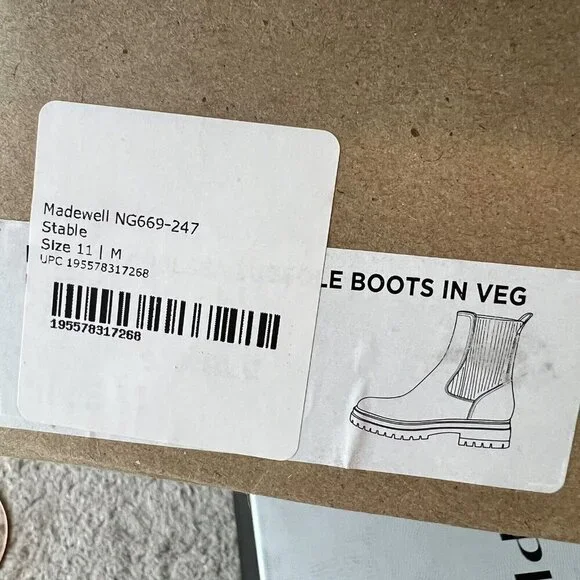 Madewell NG669-247
Stable
Size 11 | M
UPC 195578317268
195578317268
LE BOOTS IN VEG